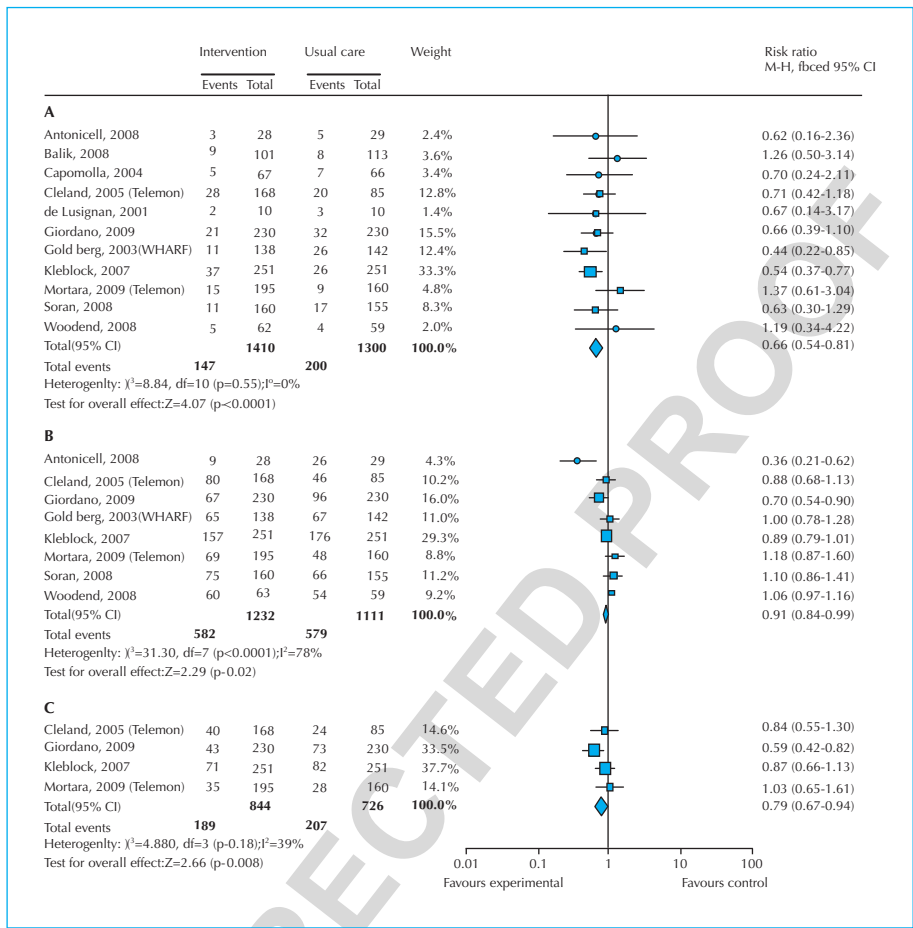 Intervention Usual care Weight Risk ratio
M-H, fbced 95% CI
Events Total Events Total
A
Antonicell, 2008 3 28 5 29 2.4% 0.62 (0.16-2.36)
Balik, 2008 9 101 8 113 3.6% 1.26 (0.50-3.14)
Capomolla, 2004 5 67 7 66 3.4% 0.70 (0.24-2.11)
Cleland, 2005 (Telemon) 28 168 20 85 12.8% 0.71 (0.42-1.18)
de Lusignan, 2001 2 10 3 10 1.4% 0.67 (0.14-3.17)
Giordano, 2009 21 230 32 230 15.5% 0.66 (0.39-1.10)
Gold berg, 2003(WHARF) 11 138 26 142 12.4% 0.44 (0.22-0.85)
Kleblock, 2007 37 251 26 251 33.3% 0.54 (0.37-0.77)
Mortara, 2009 (Telemon) 15 195 9 160 4.8% 1.37 (0.61-3.04)
Soran, 2008 11 160 17 155 8.3% 0.63 (0.30-1.29)
Woodend, 2008 5 62 4 59 2.0% 1.19 (0.34-4.22)
Total(95% CI) 1410 1300 100.0% 0.66 (0.54-0.81)
Total events 147 200
Heterogenlty: )(³=8.84, df=10 (p=0.55);Iº=0%
Test for overall effect:Z=4.07 (p<0.0001)
B
Antonicell, 2008 9 28 26 29 4.3% 0.36 (0.21-0.62)
Cleland, 2005 (Telemon) 80 168 46 85 10.2% 0.88 (0.68-1.13)
Giordano, 2009 67 230 96 230 16.0% 0.70 (0.54-0.90)
Gold berg, 2003(WHARF) 65 138 67 142 11.0% 1.00 (0.78-1.28)
Kleblock, 2007 157 251 176 251 29.3% 0.89 (0.79-1.01)
Mortara, 2009 (Telemon) 69 195 48 160 8.8% 1.18 (0.87-1.60)
Soran, 2008 75 160 66 155 11.2% 1.10 (0.86-1.41)
Woodend, 2008 60 63 54 59 9.2% 1.06 (0.97-1.16)
Total(95% CI) 1232 1111 100.0% 0.91 (0.84-0.99)
Total events 582 579
Heterogenlty: )(³=31.30, df=7 (p<0.0001);I²=78%
Test for overall effect:Z=2.29 (p-0.02)
C
Cleland, 2005 (Telemon) 40 168 24 85 14.6% 0.84 (0.55-1.30)
Giordano, 2009 43 230 73 230 33.5% 0.59 (0.42-0.82)
Kleblock, 2007 71 251 82 251 37.7% 0.87 (0.66-1.13)
Mortara, 2009 (Telemon) 35 195 28 160 14.1% 1.03 (0.65-1.61)
Total(95% CI) 844 726 100.0% 0.79 (0.67-0.94)
Total events 189 207
Heterogenlty: )(³=4.880, df=3 (p-0.18);I²=39%
Test for overall effect:Z=2.66 (p-0.008)
0.01 0.1 1 10 100
Favours experimental Favours control
RECTED PROOF